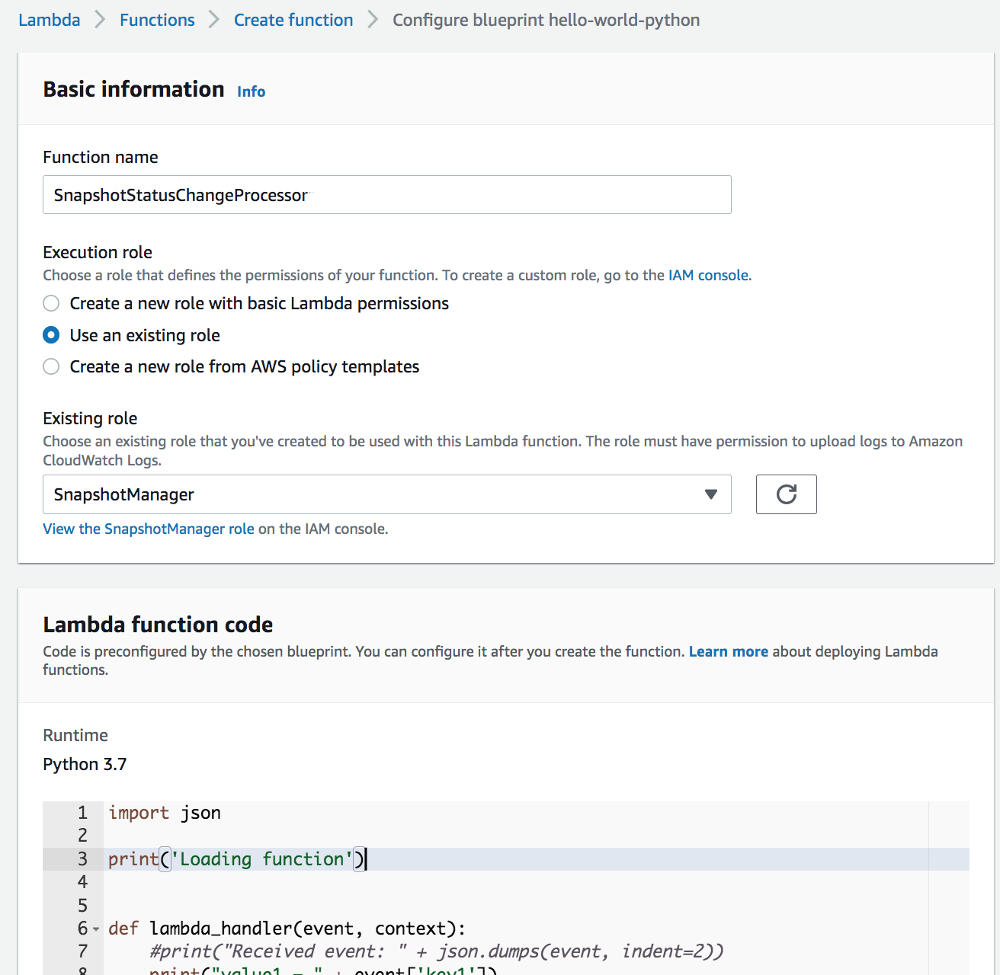 Lambda > Functions > Create function > Configure blueprint hello-world-python
Basic information Info
Function name
SnapshotStatusChangeProcessor
Execution role
Choose a role that defines the permissions of your function. To create a custom role, go to the IAM console.
Create a new role with basic Lambda permissions
Use an existing role
Create a new role from AWS policy templates
Existing role
Choose an existing role that you've created to be used with this Lambda function. The role must have permission to upload logs to Amazon
CloudWatch Logs.
SnapshotManager
View the SnapshotManager role on the IAM console.
Lambda function code
Code is preconfigured by the chosen blueprint. You can configure it after you create the function. Learn more about deploying Lambda
functions.
Runtime
Python 3.7
1 import json
2
3 print('Loading function')
4
5
6 def lambda_handler(event, context):
7 #print("Received event: " + json.dumps(event, indent=2))
8 print("value1 = " + event['key1'])